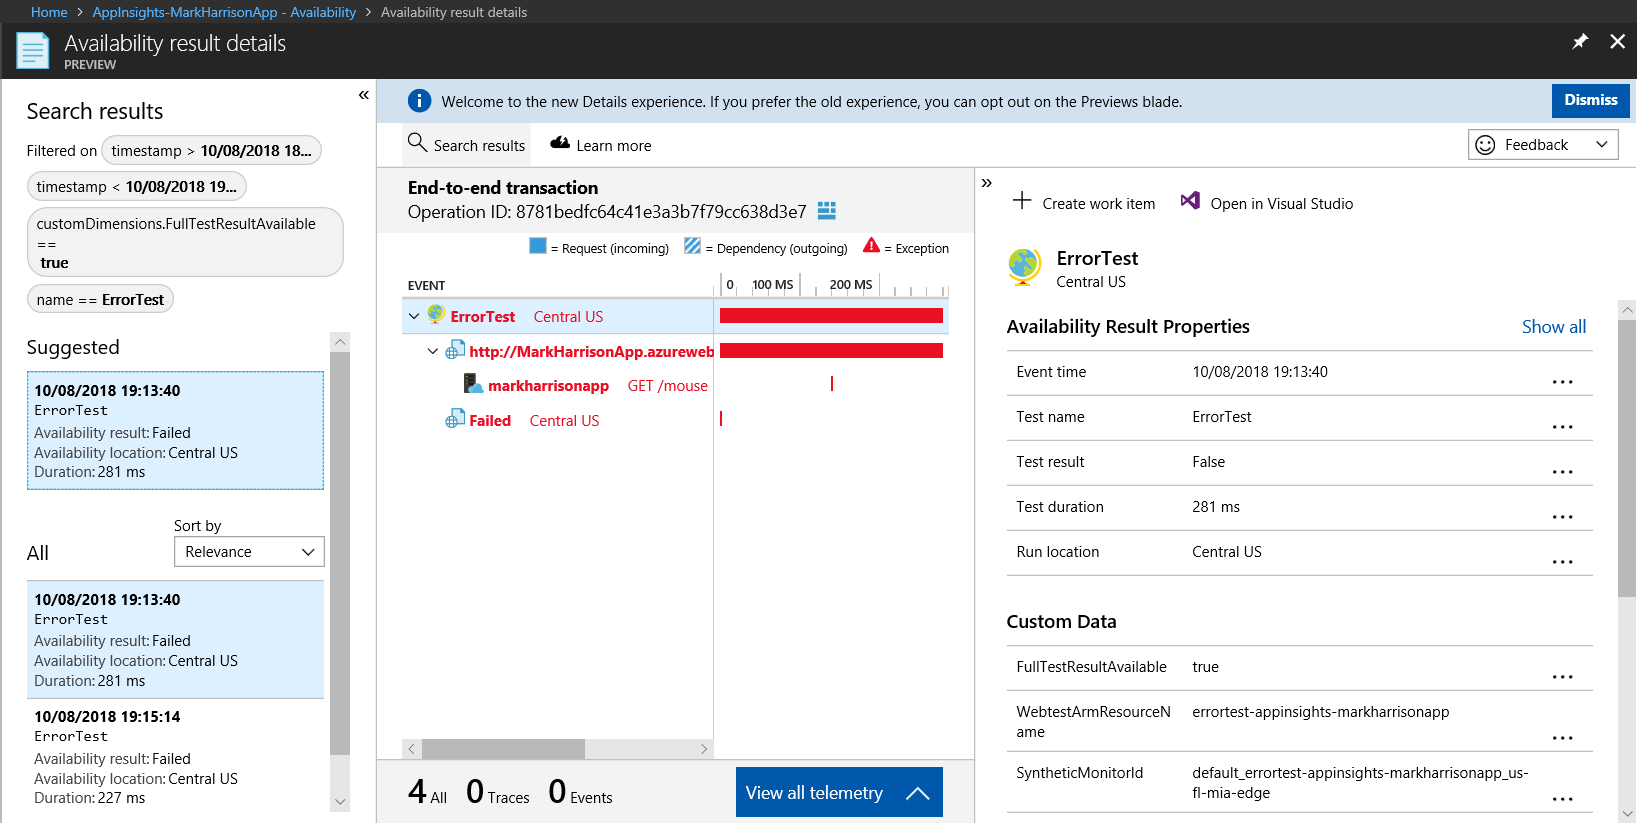 Home > AppInsights-MarkHarrisonApp - Availability > Availability result details
Availability result details
PREVIEW
«
Search results
Filtered on timestamp > 10/08/2018 18...
timestamp < 10/08/2018 19...
customDimensions.FullTestResultAvailable
==
true
name == ErrorTest
Suggested
10/08/2018 19:13:40
ErrorTest
Availability result: Failed
Availability location: Central US
Duration: 281 ms
Sort by
All
Relevance
10/08/2018 19:13:40
ErrorTest
Availability result: Failed
Availability location: Central US
Duration: 281 ms
10/08/2018 19:15:14
ErrorTest
Availability result: Failed
Availability location: Central US
Duration: 227 ms
Welcome to the new Details experience. If you prefer the old experience, you can opt out on the Previews blade.
Dismiss
Search results
Learn more
Feedback
End-to-end transaction
Operation ID: 8781bedfc64c41e3a3b7f79cc638d3e7
= Request (incoming) = Dependency (outgoing) = Exception
EVENT
0 100 MS 200 MS
ErrorTest Central US
http://MarkHarrisonApp.azureweb
markharrisonapp GET /mouse
Failed Central US
4 All 0 Traces 0 Events
View all telemetry
»
Create work item
Open in Visual Studio
ErrorTest
Central US
Availability Result Properties
Show all
Event time 10/08/2018 19:13:40 ...
Test name ErrorTest ...
Test result False ...
Test duration 281 ms ...
Run location Central US ...
Custom Data
FullTestResultAvailable true ...
WebtestArmResourceN errortest-appinsights-markharrisonapp
ame ...
SyntheticMonitorId default_errortest-appinsights-markharrisonapp_us-
fl-mia-edge ...